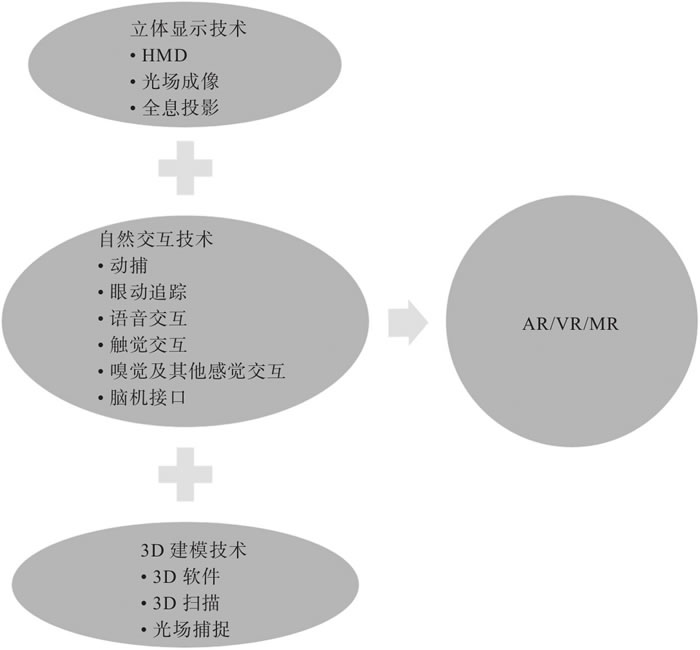 立体显示技术
• HMD
• 光场成像
• 全息投影
自然交互技术
• 动捕
• 眼动追踪
• 语音交互
• 触觉交互
• 嗅觉及其他感觉交互
• 脑机接口
AR/VR/MR
3D 建模技术
• 3D 软件
• 3D 扫描
• 光场捕捉